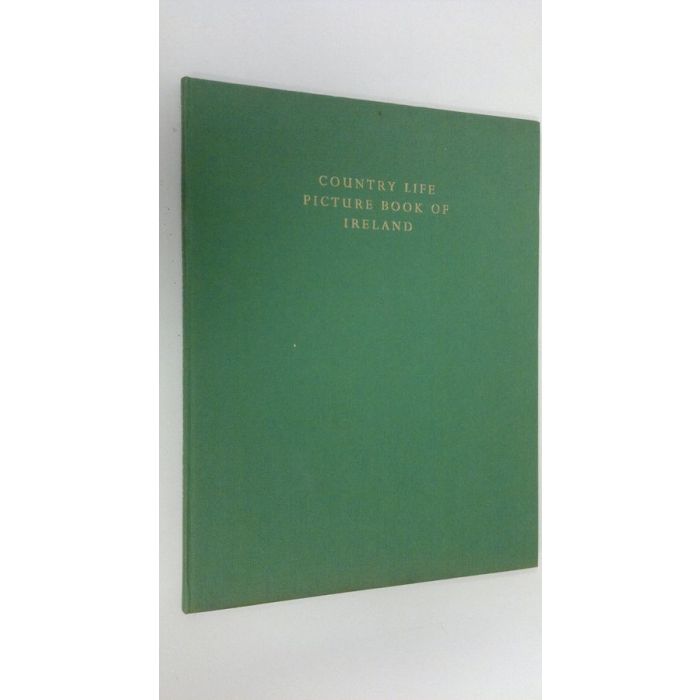 COUNTRY LIFE
PICTURE BOOK OF
IRELAND